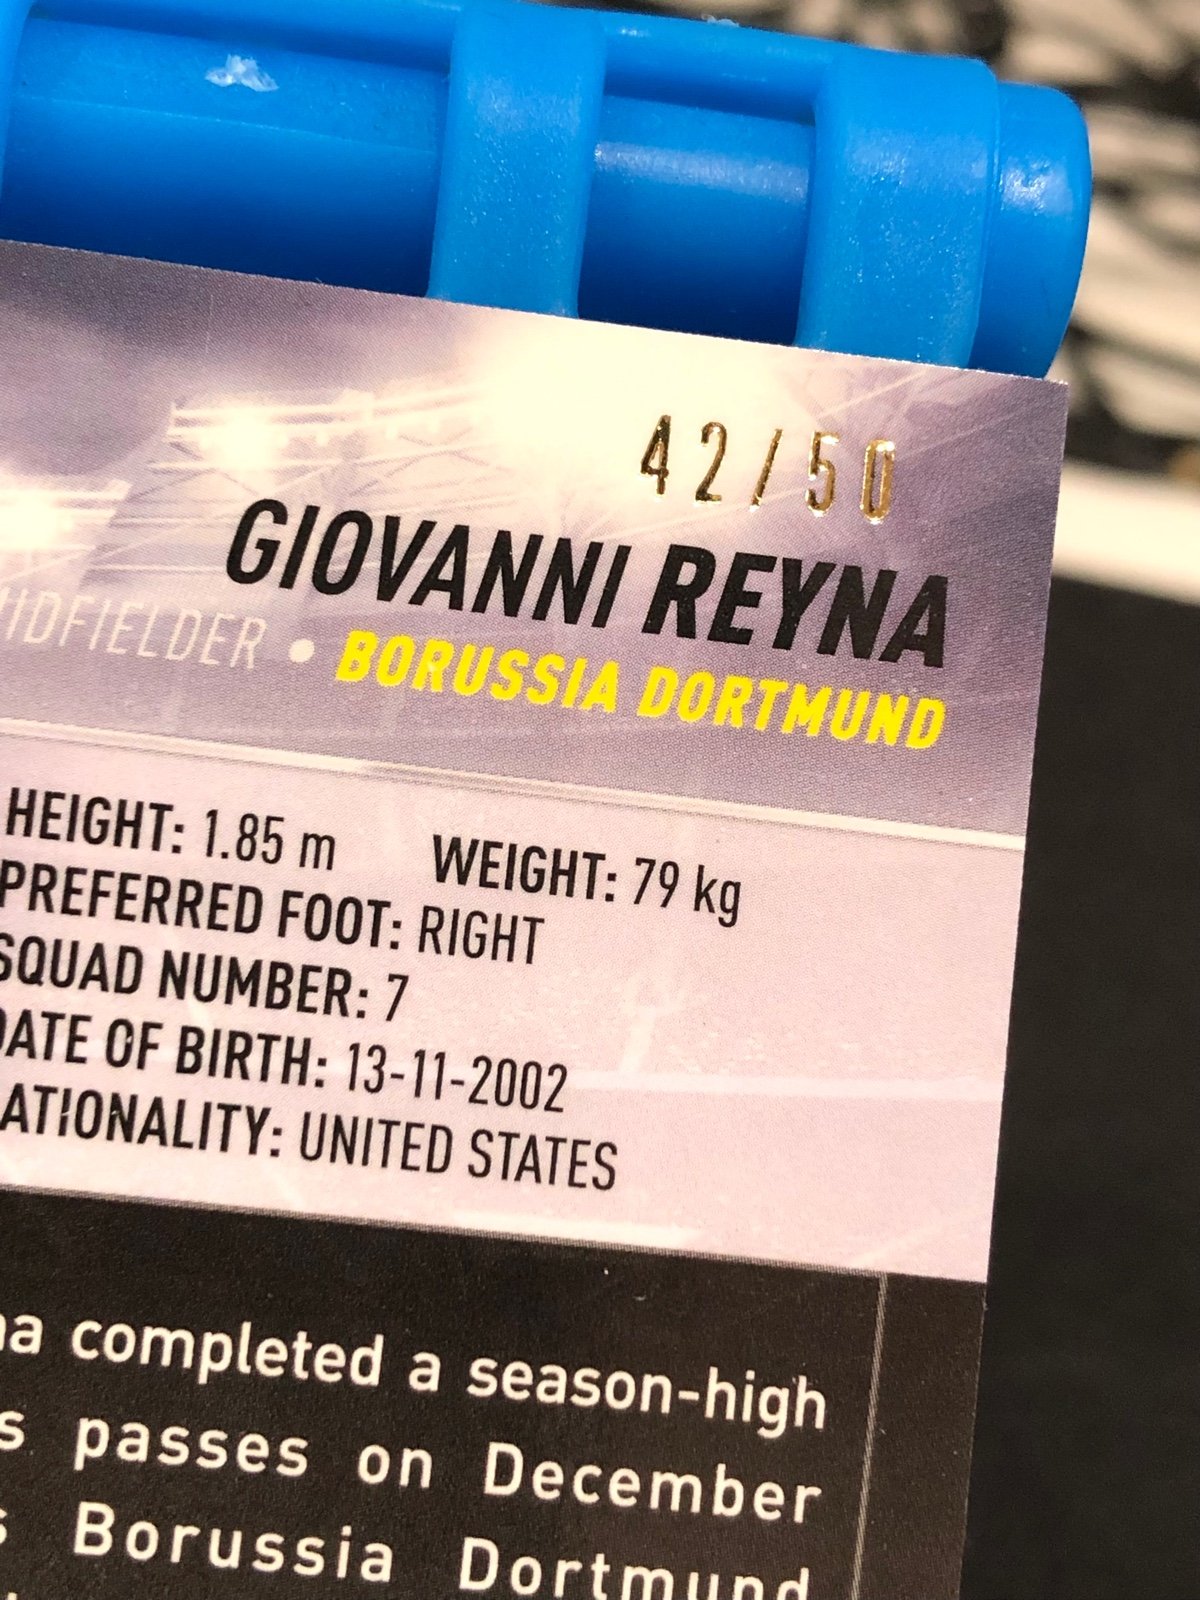 42/50
GIOVANNI REYNA
IDFIELDER • BORUSSIA DORTMUND
HEIGHT: 1.85 m WEIGHT: 79 kg
PREFERRED FOOT: RIGHT
SQUAD NUMBER: 7
DATE OF BIRTH: 13-11-2002
ATIONALITY: UNITED STATES
na completed a season-high
s passes on December
s Borussia Dortmund